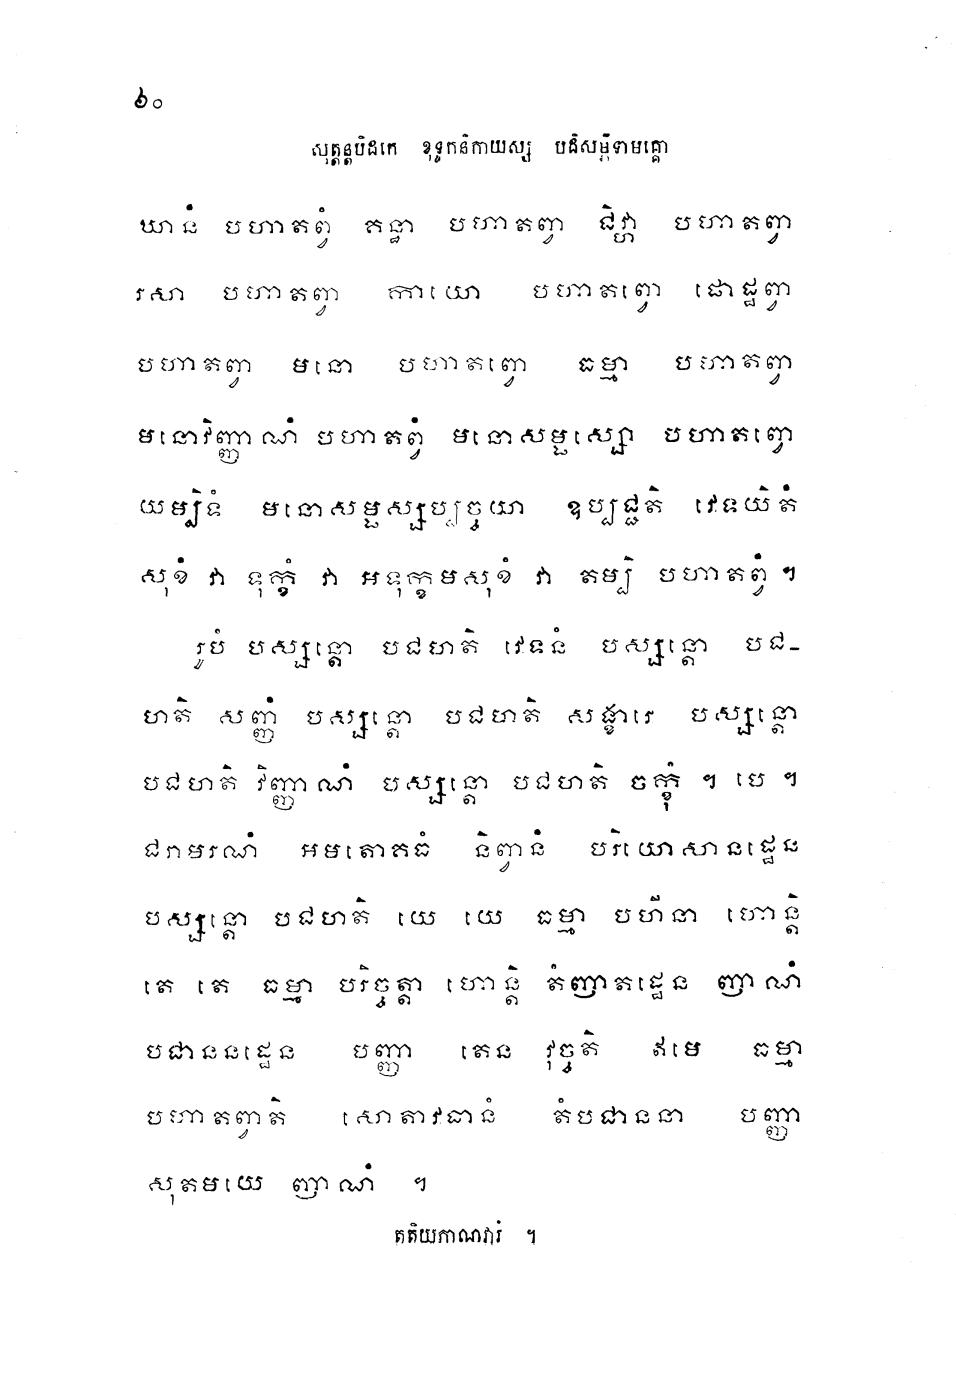 ៦០
សុត្តន្តបិដកេ ខុទ្ទកនិកាយស្ស បដិសម្ភិទាមគ្គោ
ឃានំ បហាតព្វំ គន្ធា បហាតព្វា ជិវ្ហា បហាតព្វា
រសា បហាតព្វា កាយោ បហាតព្វោ ផោដ្ឋព្វា
បហាតព្វា មនោ បហាតព្វោ ធម្មា បហាតព្វា
មនោវិញ្ញាណំ បហាតព្វំ មនោសម្ផស្សោ បហាតព្វោ
យម្បិទំ មនោសម្ផស្សប្បច្ចយា ឧប្បជ្ជតិ វេទយិតំ
សុខំ វា ទុក្ខំ វា អទុក្ខមសុខំ វា តម្បិ បហាតព្វំ ។
រូបំ បស្សន្តោ បជហតិ វេទនំ បស្សន្តោ បជ-
ហតិ សញ្ញំ បស្សន្តោ បជហតិ សង្ខារេ បស្សន្តោ
បជហតិ វិញ្ញាណំ បស្សន្តោ បជហតិ ចក្ខុំ ។ បេ ។
ជរាមរណំ អមតោគធំ និព្វានំ បរិយោសានដ្ឋេន
បស្សន្តោ បជហតិ យេ យេ ធម្មា បហីនា ហោន្តិ
តេ តេ ធម្មា បរិច្ចត្តា ហោន្តិ តំញាតដ្ឋេន ញាណំ
បជាននដ្ឋេន បញ្ញា តេន វុច្ចតិ ឥមេ ធម្មា
បហាតព្វាតិ សោតាវធានំ តំបជាននា បញ្ញា
សុតមយេ ញាណំ ។
តតិយភាណវារំ ។